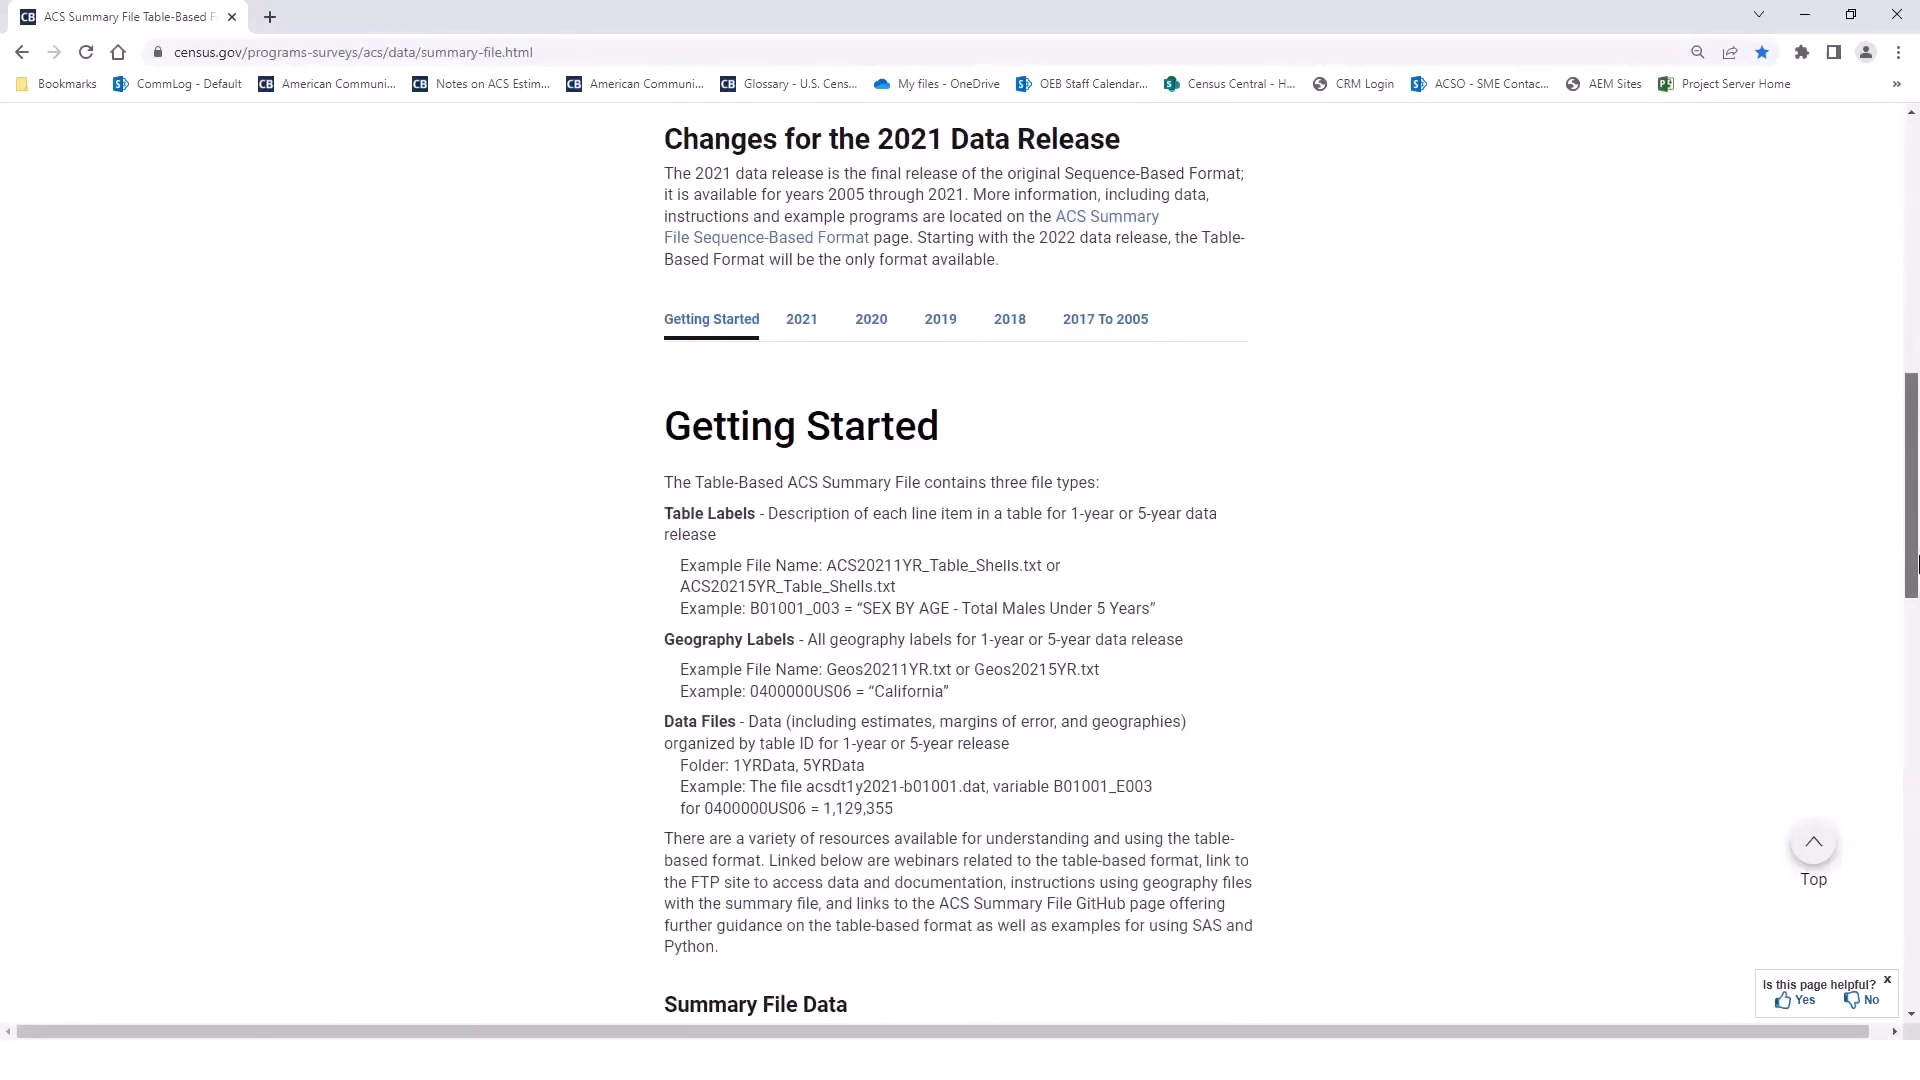 CB ACS Summary File Table-Based F
census.gov/programs-surveys/acs/data/summary-file.html
Bookmarks CommLog - Default CB American Communi... CB Notes on ACS Estim... CB American Communi... CB Glossary - U.S. Cens... My files - OneDrive OEB Staff Calendar... Census Central - H... CRM Login ACSO - SME Contac... AEM Sites Project Server Home »
Changes for the 2021 Data Release
The 2021 data release is the final release of the original Sequence-Based Format;
it is available for years 2005 through 2021. More information, including data,
instructions and example programs are located on the ACS Summary
File Sequence-Based Format page. Starting with the 2022 data release, the Table-
Based Format will be the only format available.
Getting Started 2021 2020 2019 2018 2017 To 2005
Getting Started
The Table-Based ACS Summary File contains three file types:
Table Labels - Description of each line item in a table for 1-year or 5-year data
release
Example File Name: ACS20211YR_Table_Shells.txt or
ACS20215YR_Table_Shells.txt
Example: B01001_003 = “SEX BY AGE - Total Males Under 5 Years”
Geography Labels - All geography labels for 1-year or 5-year data release
Example File Name: Geos20211YR.txt or Geos20215YR.txt
Example: 0400000US06 = “California”
Data Files - Data (including estimates, margins of error, and geographies)
organized by table ID for 1-year or 5-year release
Folder: 1YRData, 5YRData
Example: The file acsdt1y2021-b01001.dat, variable B01001_E003
for 0400000US06 = 1,129,355
There are a variety of resources available for understanding and using the table-
based format. Linked below are webinars related to the table-based format, link to
the FTP site to access data and documentation, instructions using geography files
with the summary file, and links to the ACS Summary File GitHub page offering
further guidance on the table-based format as well as examples for using SAS and
Python.
Top
Is this page helpful? x
Yes No
Summary File Data